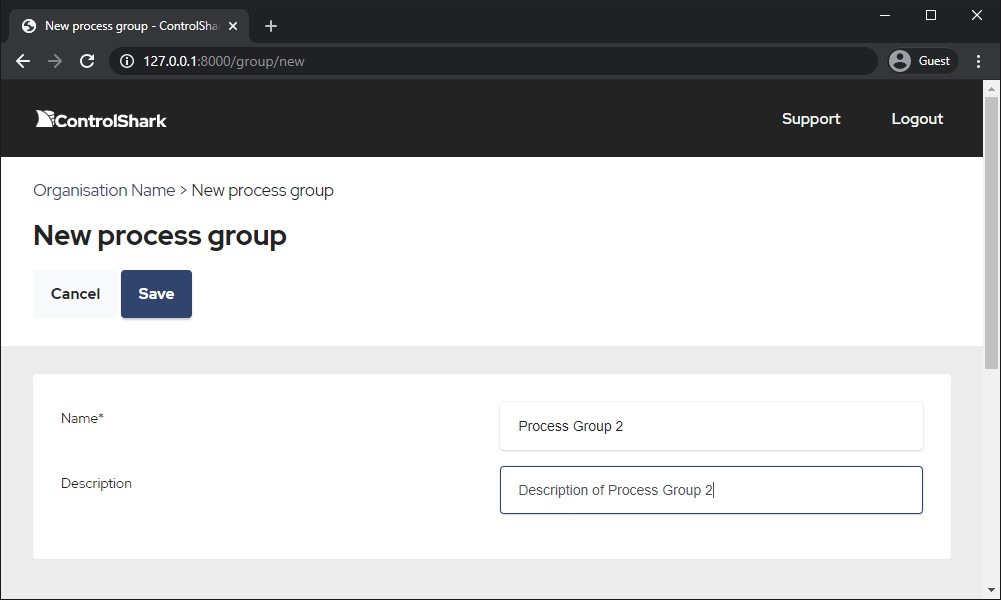 New process group - ControlSha
127.0.0.1:8000/group/new
Guest
ControlShark
Support
Logout
Organisation Name > New process group
New process group
Cancel
Save
Name*
Process Group 2
Description
Description of Process Group 2